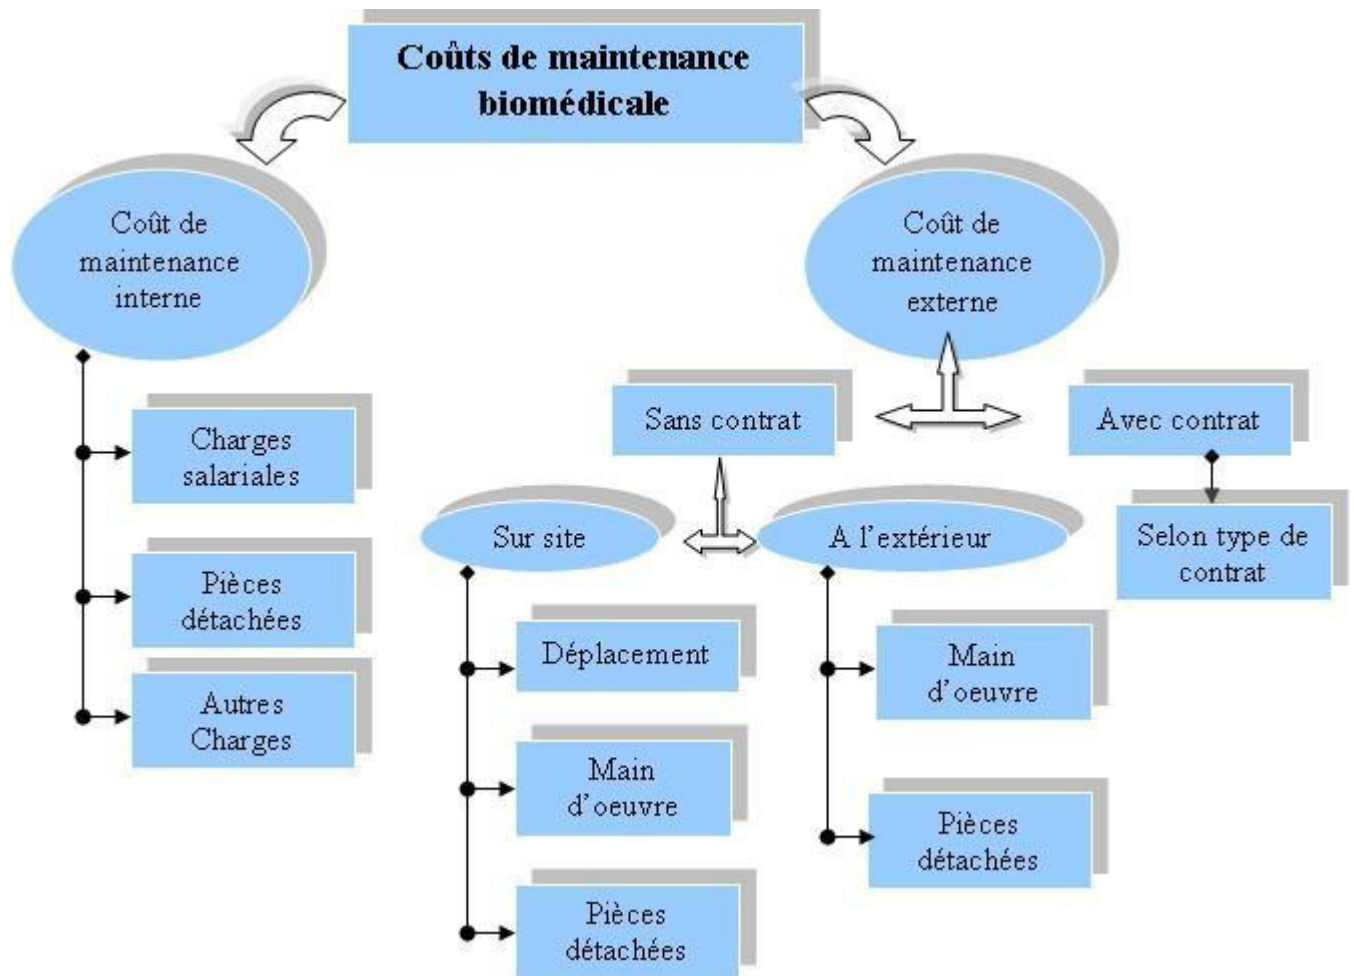 Coûts de maintenance
biomédicale
Coût de
maintenance
interne
Coût de
maintenance
externe
Charges
salariales
Pièces
détachées
Autres
Charges
Sans contrat
Avec contrat
Sur site
A l'extérieur
Selon type de
contrat
Déplacement
Main
d'oeuvre
Pièces
détachées
Main
d'oeuvre
Pièces
détachées